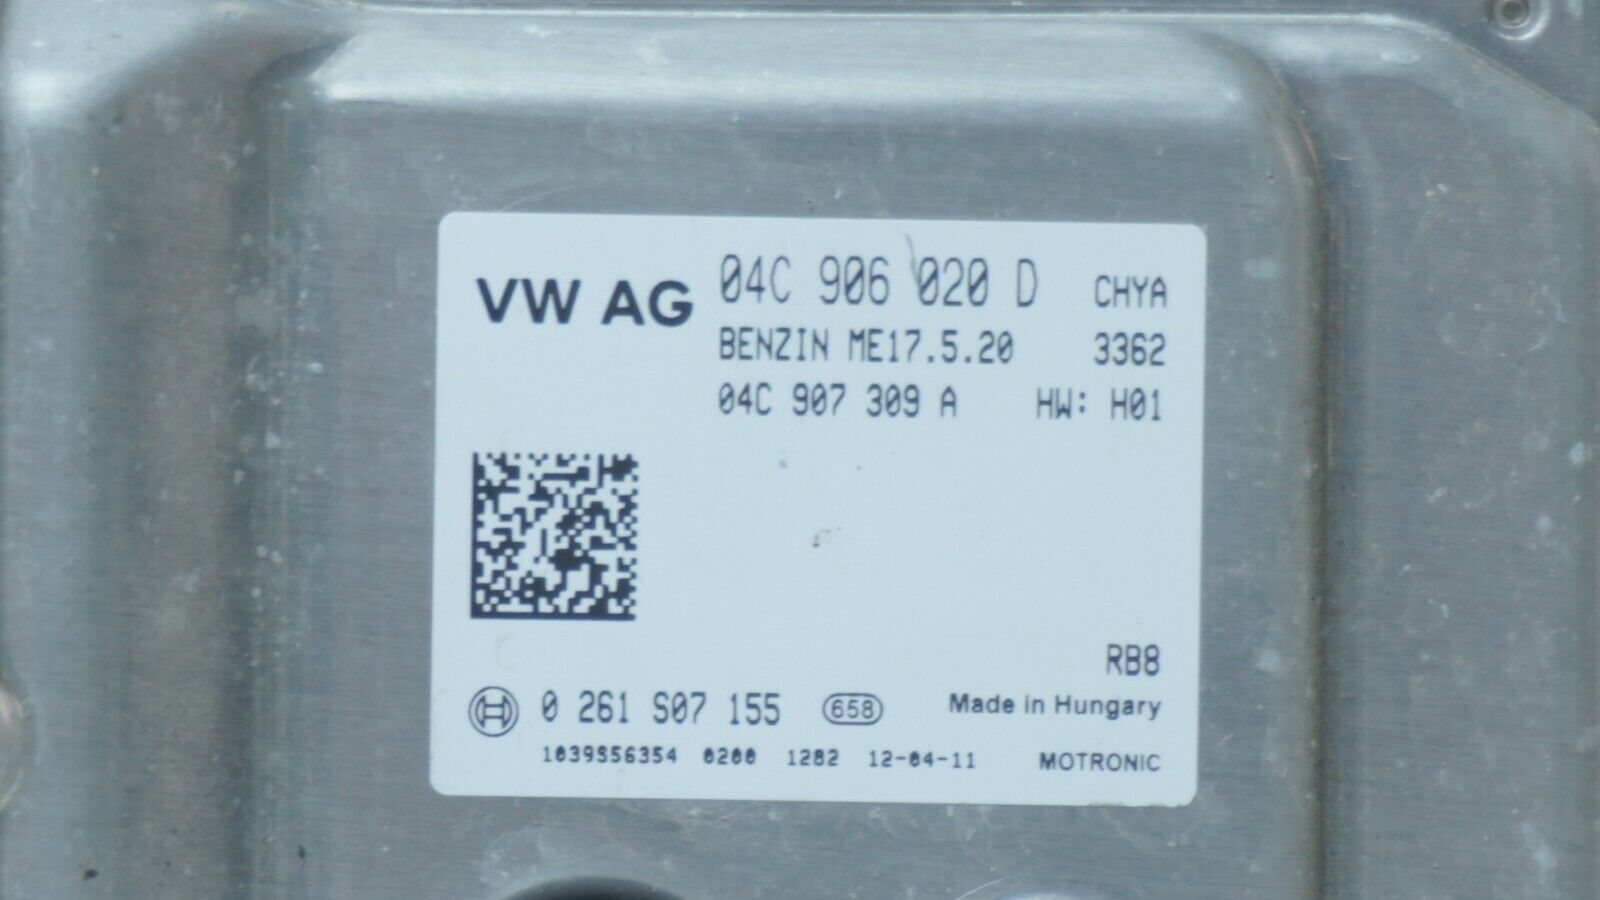 VW AG 04C 906 020 D CHYA
BENZIN ME17.5.20 3362
04C 907 309 A HW: H01
RB8
0 261 S07 155 658 Made in Hungary
1039S56354 0200 1282 12-04-11 MOTRONIC